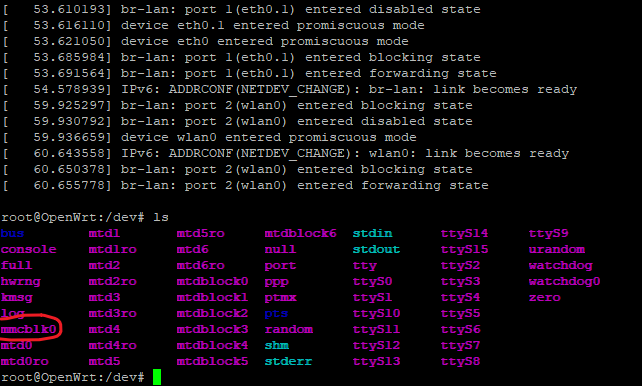 [   53.610193] br-lan: port 1(eth0.1) entered disabled state
[   53.616110] device eth0.1 entered promiscuous mode
[   53.621050] device eth0 entered promiscuous mode
[   53.685984] br-lan: port 1(eth0.1) entered blocking state
[   53.691564] br-lan: port 1(eth0.1) entered forwarding state
[   54.578939] IPv6: ADDRCONF(NETDEV_CHANGE): br-lan: link becomes ready
[   59.925297] br-lan: port 2(wlan0) entered blocking state
[   59.930792] br-lan: port 2(wlan0) entered disabled state
[   59.936659] device wlan0 entered promiscuous mode
[   60.643558] IPv6: ADDRCONF(NETDEV_CHANGE): wlan0: link becomes ready
[   60.650378] br-lan: port 2(wlan0) entered blocking state
[   60.655778] br-lan: port 2(wlan0) entered forwarding state
root@OpenWrt:/dev# ls
bus        mtd1       mtd5ro     mtdblock6  stdin      ttyS14     ttyS9
console    mtd1ro     mtd6       null       stdout     ttyS15     urandom
full       mtd2       mtd6ro     port       tty        ttyS2      watchdog
hwrng      mtd2ro     mtdblock0  ppp        ttyS0      ttyS3      watchdog0
kmsg       mtd3       mtdblock1  ptmx       ttyS1      ttyS4      zero
log        mtd3ro     mtdblock2  pts        ttyS10     ttyS5
mmcblk0    mtd4       mtdblock3  random     ttyS11     ttyS6
mtd0       mtd4ro     mtdblock4  shm        ttyS12     ttyS7
mtd0ro     mtd5       mtdblock5  stderr     ttyS13     ttyS8
root@OpenWrt:/dev#